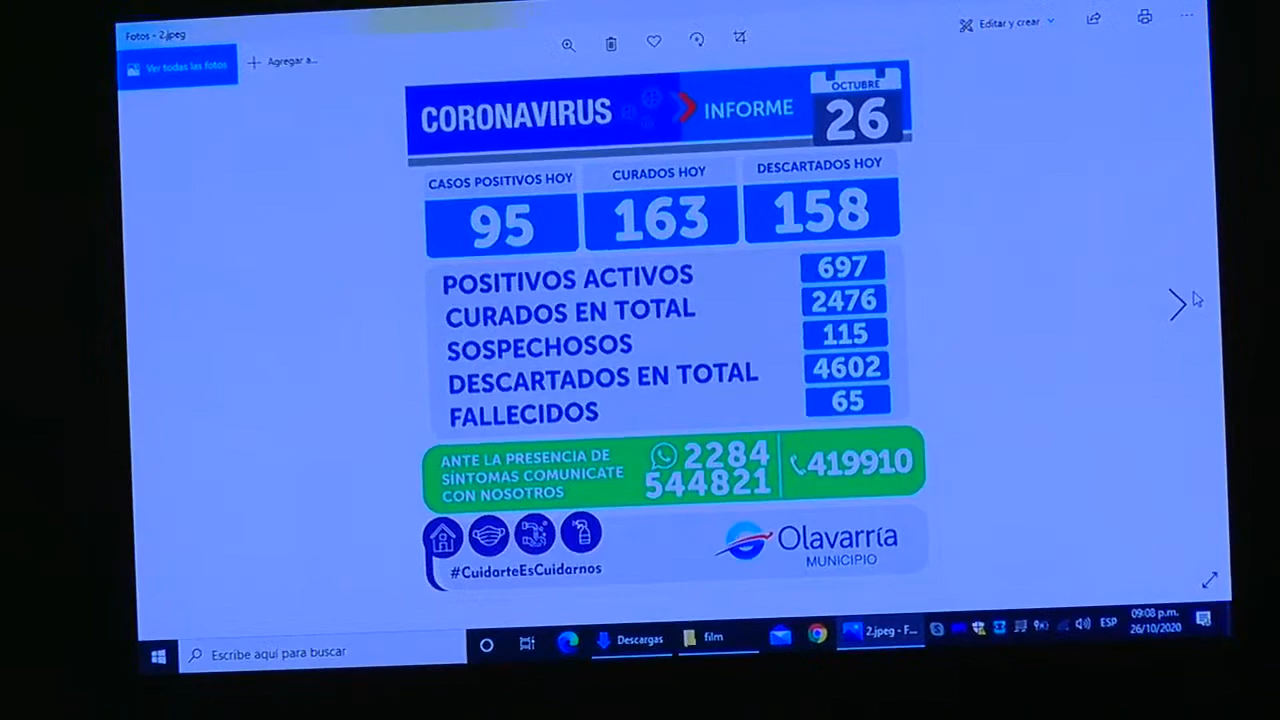 Fotos - 2.jpeg
Ver todas las fotos
Agregar a...
Editar y crear
CORONAVIRUS
INFORME
OCTUBRE
26
CASOS POSITIVOS HOY
95
CURADOS HOY
163
DESCARTADOS HOY
158
POSITIVOS ACTIVOS 697
CURADOS EN TOTAL 2476
SOSPECHOSOS 115
DESCARTADOS EN TOTAL 4602
FALLECIDOS 65
ANTE LA PRESENCIA DE
SÍNTOMAS COMUNICATE
CON NOSOTROS
2284
544821
419910
#CuidarteEsCuidarnos
Olavarría
MUNICIPIO
Escribe aquí para buscar
Descargas
film
2.jpeg - F...
ESP
09:08 p.m.
26/10/2020